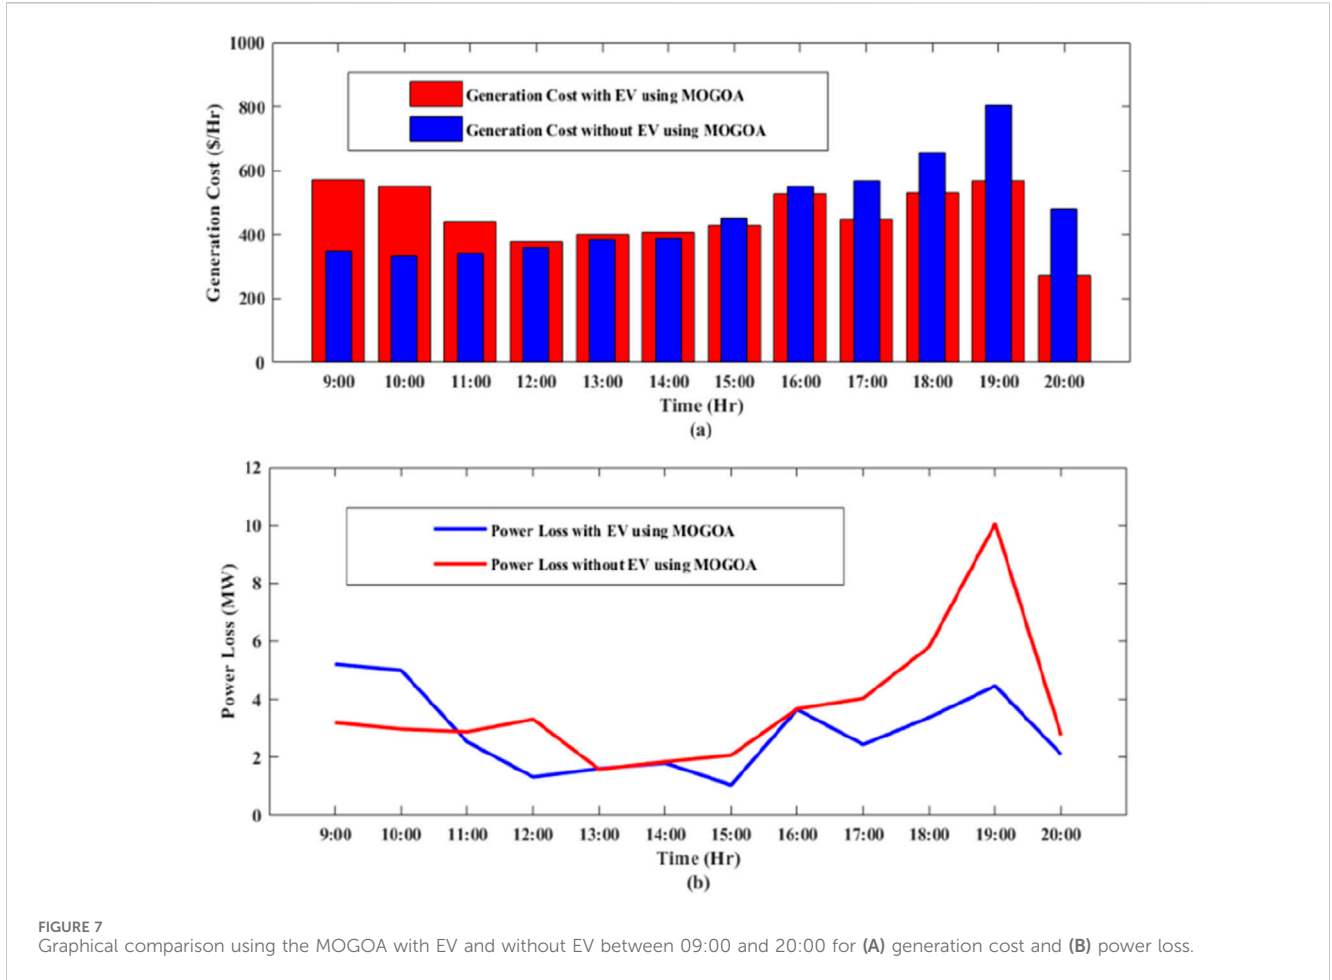 1000
800
600
400
200
0
Generation Cost ($/Hr)
Generation Cost with EV using MOGOA
Generation Cost without EV using MOGOA
9:00 10:00 11:00 12:00 13:00 14:00 15:00 16:00 17:00 18:00 19:00 20:00
Time (Hr)
(a)
12
10
8
6
4
2
0
Power Loss (MW)
Power Loss with EV using MOGOA
Power Loss without EV using MOGOA
9:00 10:00 11:00 12:00 13:00 14:00 15:00 16:00 17:00 18:00 19:00 20:00
Time (Hr)
(b)
FIGURE 7
Graphical comparison using the MOGOA with EV and without EV between 09:00 and 20:00 for (A) generation cost and (B) power loss.